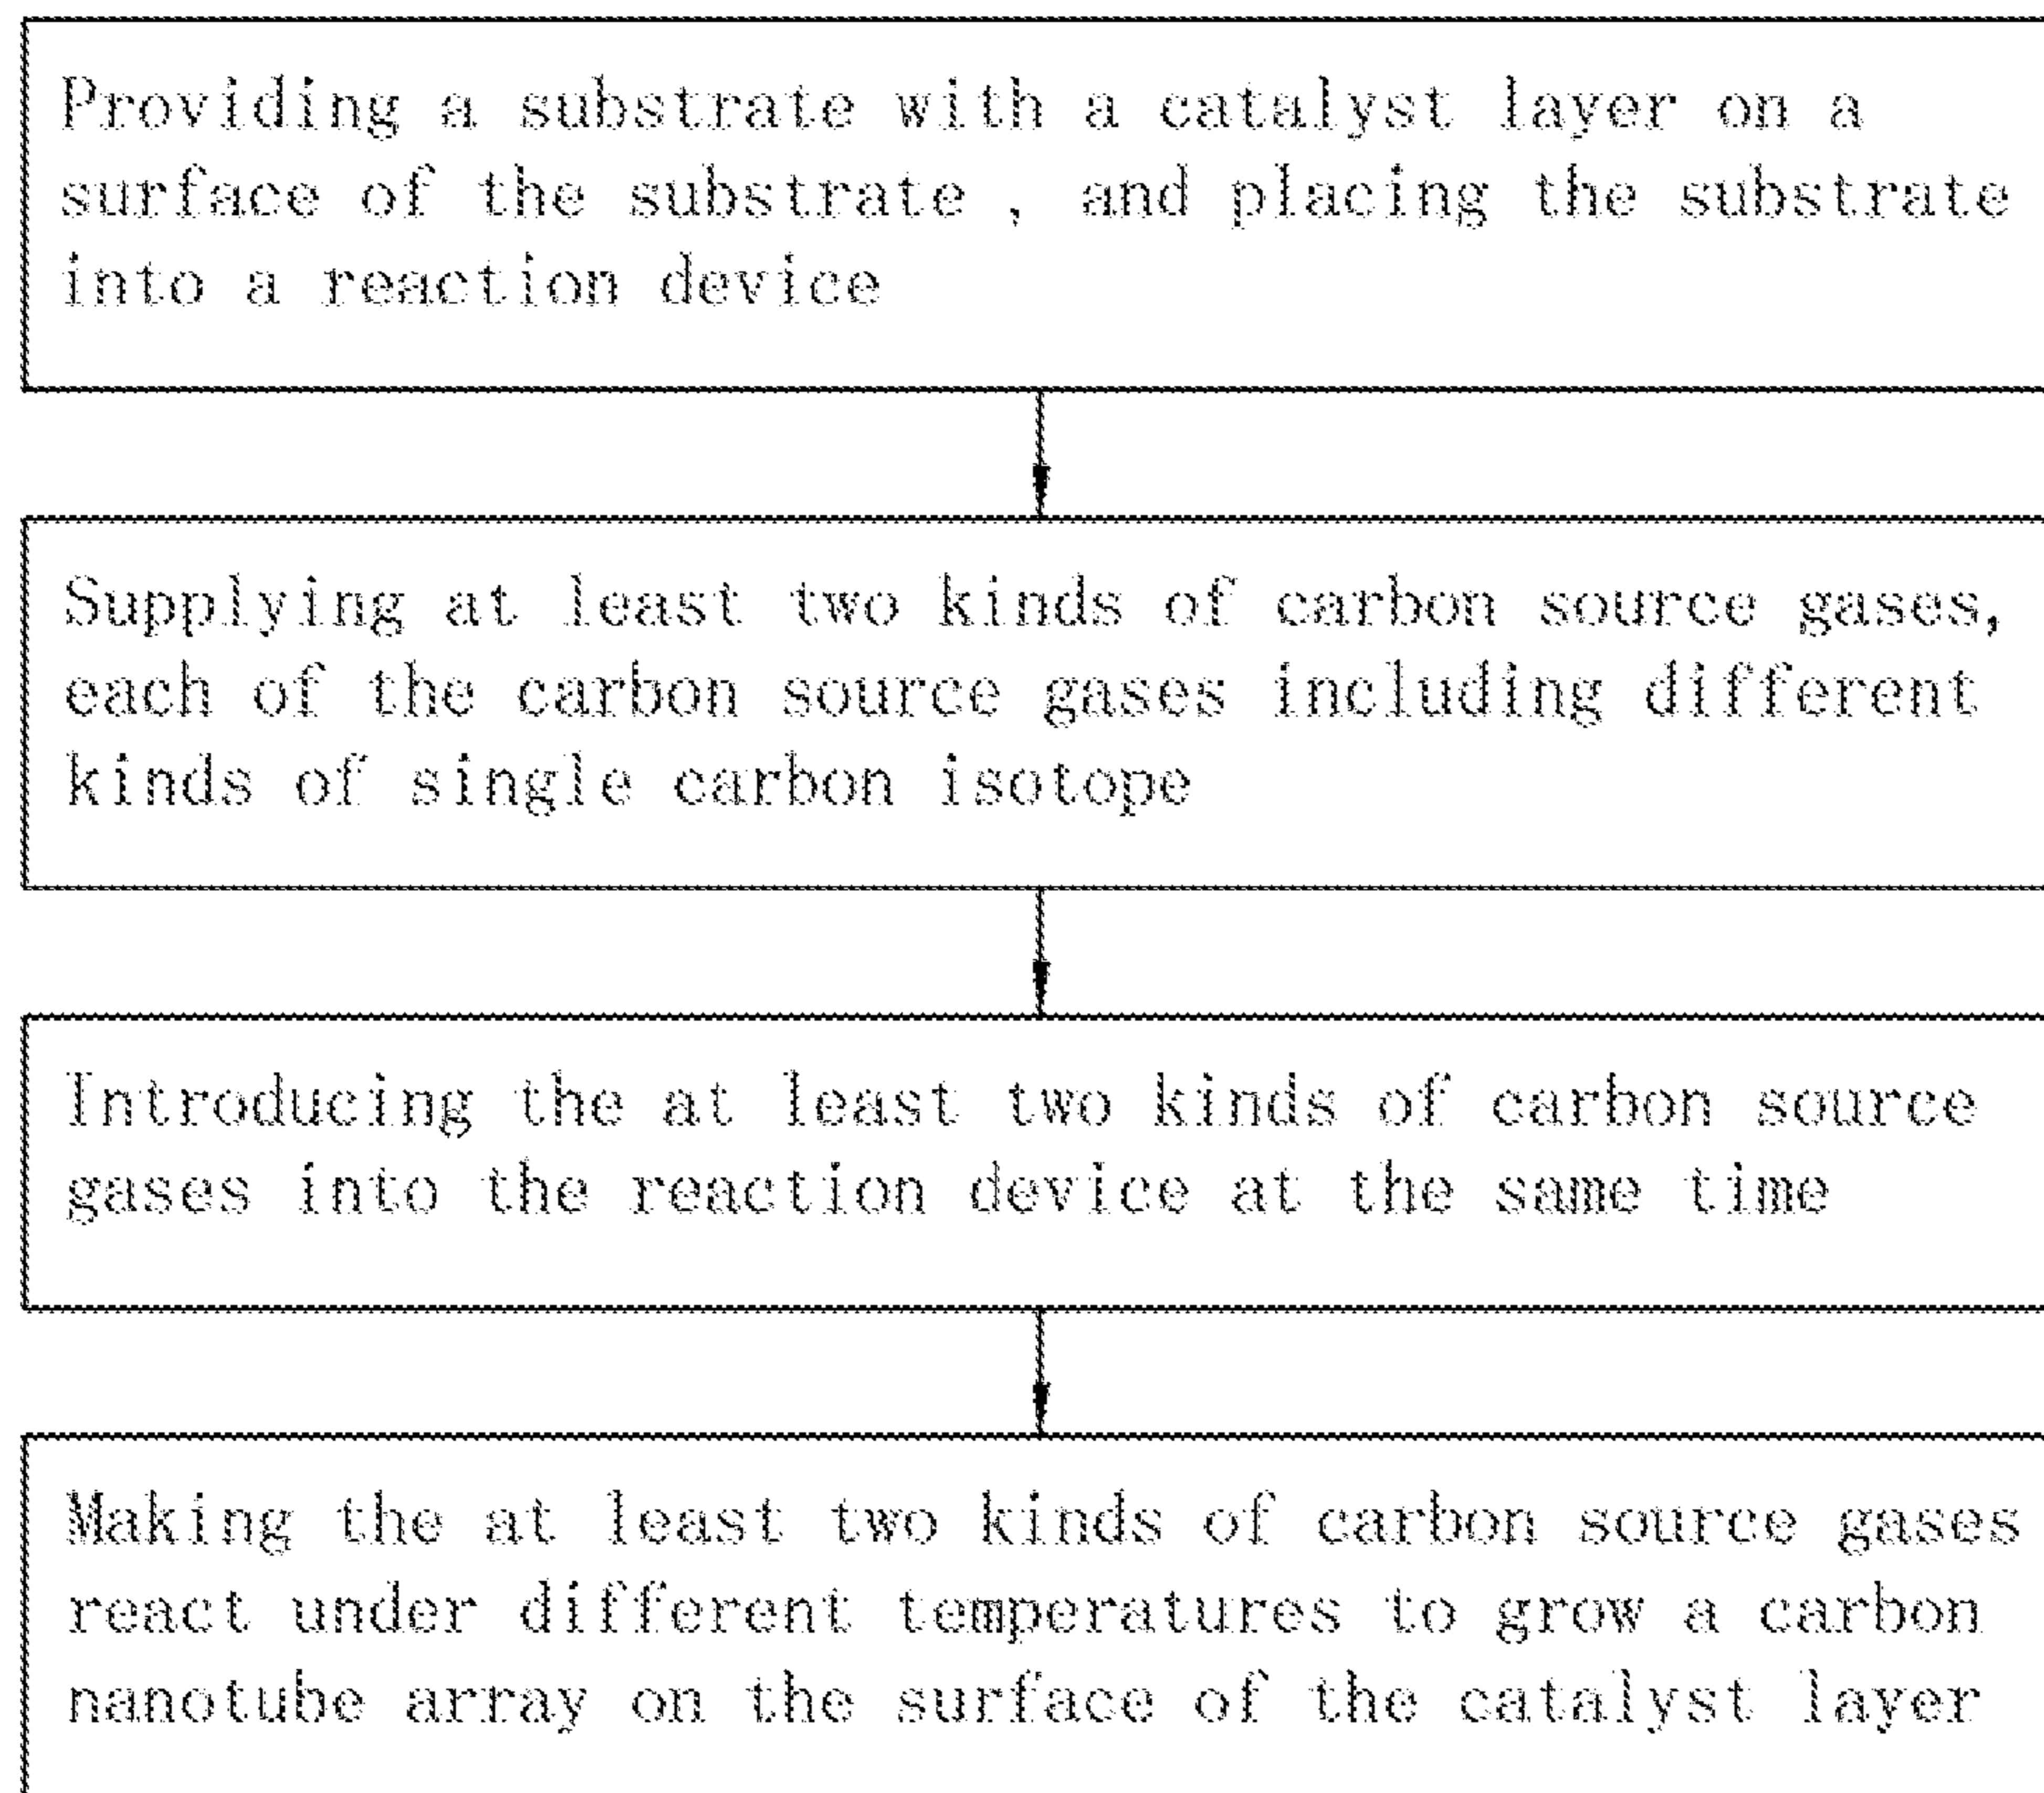 Providing a substrate with a catalyst layer on a
surface of the substrate , and placing the substrate
into a reaction device
Supplying at least two kinds of carbon source gases,
each of the carbon source gases including different
kinds of single carbon isotope
Introducing the at least two kinds of carbon source
gases into the reaction device at the same time
Making the at least two kinds of carbon source gases
react under different temperatures to grow a carbon
nanotube array on the surface of the catalyst layer